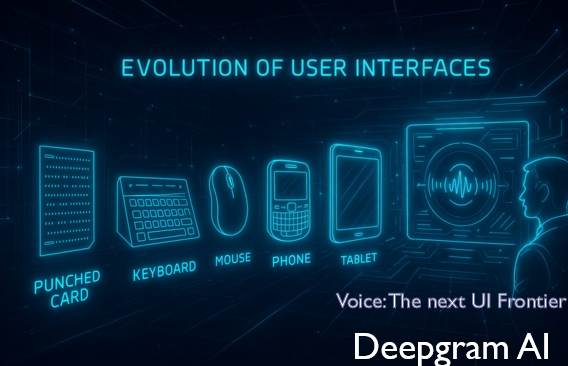 EVOLUTION OF USER INTERFACES
PUNCHED
CARD
KEYBOARD
MOUSE
PHONE
TABLET
Voice: The next UI Frontier
Deepgram AI